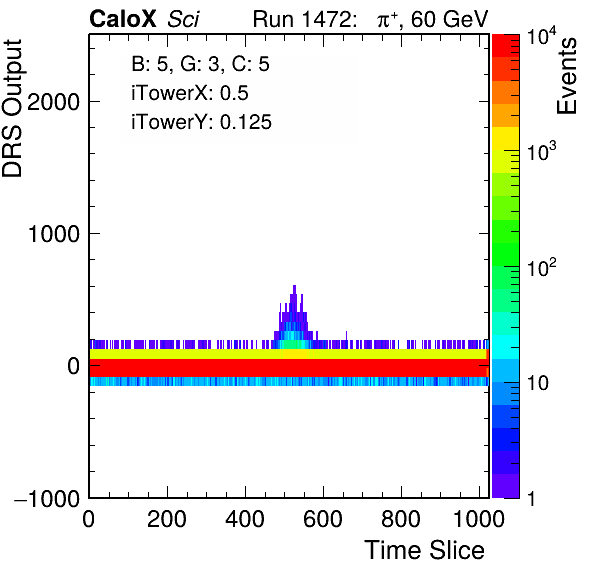 CaloX Sci Run 1472: π⁺, 60 GeV
B: 5, G: 3, C: 5
iTowerX: 0.5
iTowerY: 0.125
DRS Output
2000
1000
0
−1000
0 200 400 600 800 1000
Time Slice
Events
10⁴
10³
10²
10
1